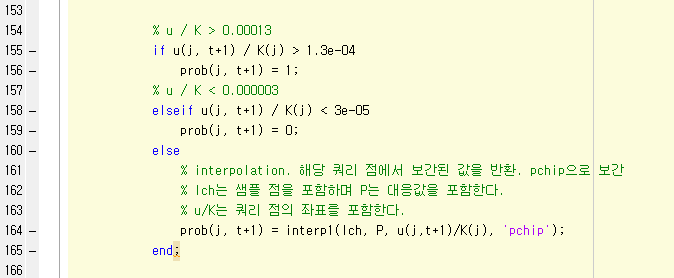 153
154 % u / K > 0.00013
155 – if u(j, t+1) / K(j) > 1.3e-04
156 – prob(j, t+1) = 1;
157 % u / K < 0.000003
158 – elseif u(j, t+1) / K(j) < 3e-05
159 – prob(j, t+1) = 0;
160 – else
161 % interpolation. 해당 쿼리 점에서 보간된 값을 반환. pchip으로 보간
162 % Ich는 샘플 점을 포함하며 P는 대응값을 포함한다.
163 % u/K는 쿼리 점의 좌표를 포함한다.
164 – prob(j, t+1) = interp1(Ich, P, u(j,t+1)/K(j), 'pchip');
165 – end;
166